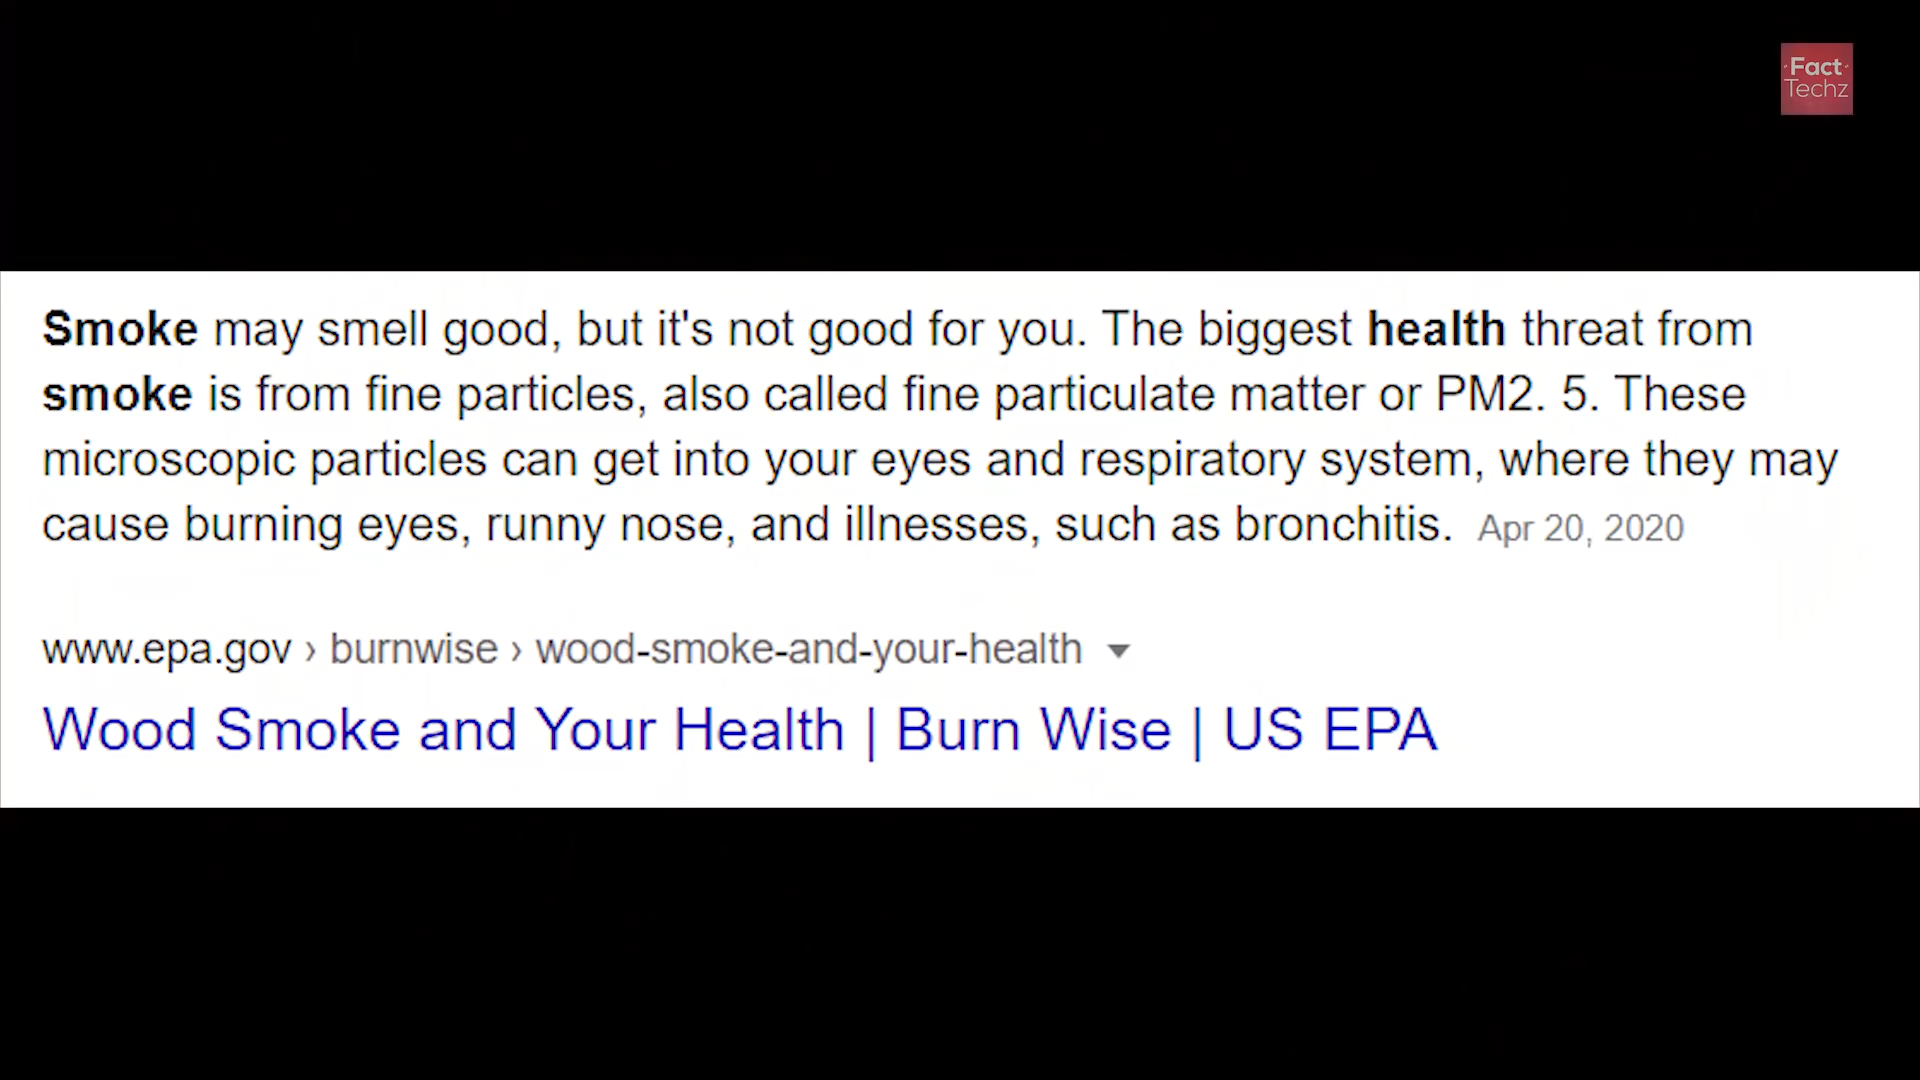 Fact
Techz
Smoke may smell good, but it's not good for you. The biggest health threat from
smoke is from fine particles, also called fine particulate matter or PM2. 5. These
microscopic particles can get into your eyes and respiratory system, where they may
cause burning eyes, runny nose, and illnesses, such as bronchitis. Apr 20, 2020
www.epa.gov › burnwise › wood-smoke-and-your-health
Wood Smoke and Your Health | Burn Wise | US EPA